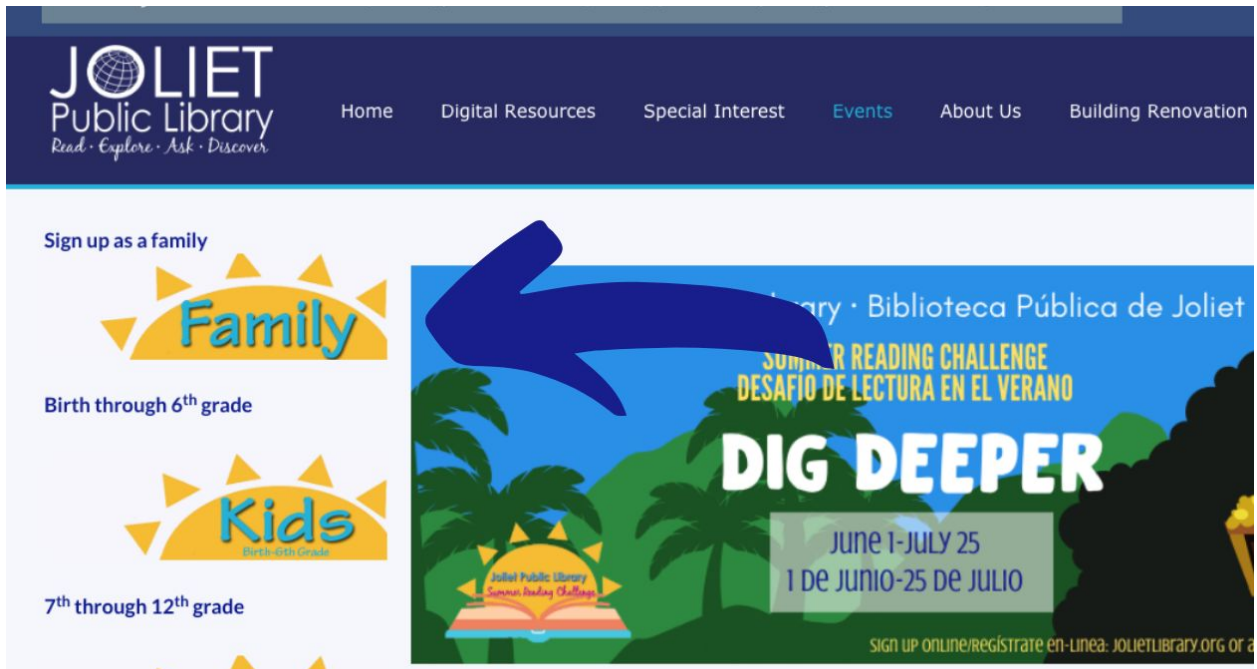 JOLIET
Public Library
Read · Explore · Ask · Discover
Home Digital Resources Special Interest Events About Us Building Renovation
Sign up as a family
Family
Birth through 6th grade
Kids
Birth-6th Grade
7th through 12th grade
· Biblioteca Pública de Joliet
SUMMER READING CHALLENGE
DESAFÍO DE LECTURA EN EL VERANO
DIG DEEPER
June 1-July 25
1 de junio-25 de julio
Joliet Public Library
Summer Reading Challenge
Sign up online/Regístrate en-linea: jolietlibrary.org or